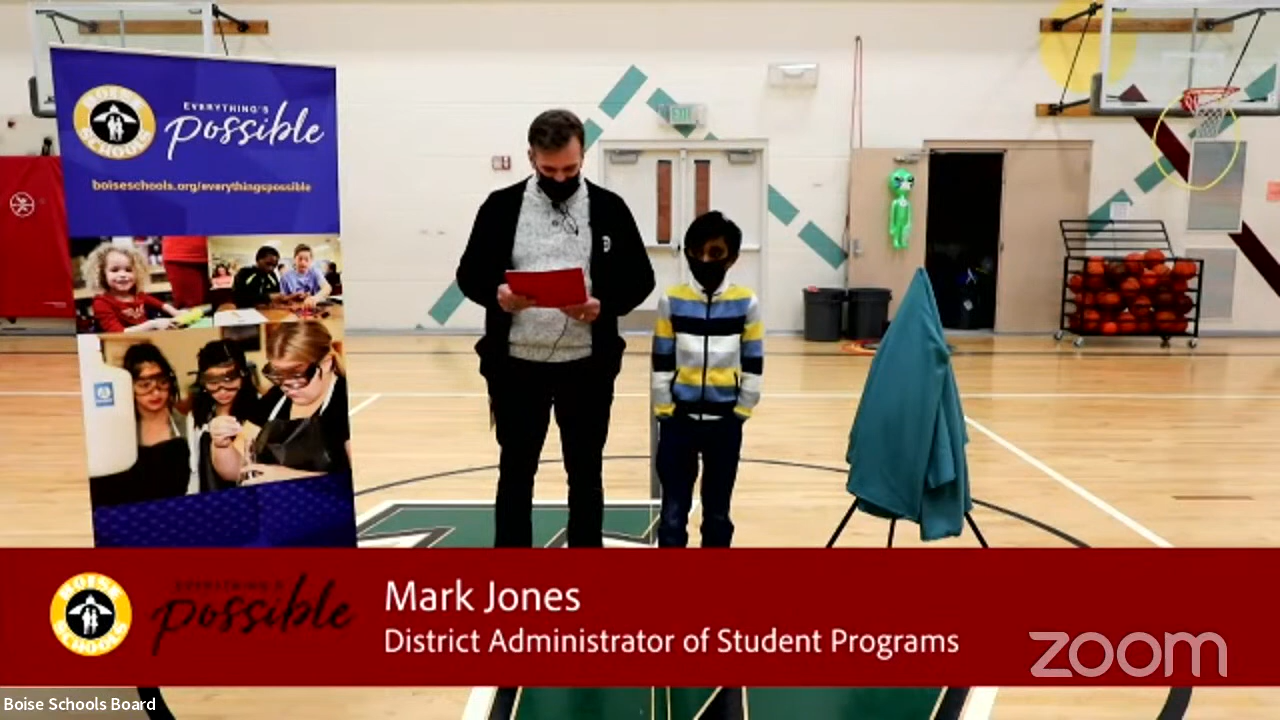 BOISE
SCHOOLS
EVERYTHING'S
possible
boiseschools.org/everythingspossible
EXIT
BOISE
SCHOOLS
EVERYTHING'S
possible
Mark Jones
District Administrator of Student Programs
zoom
Boise Schools Board